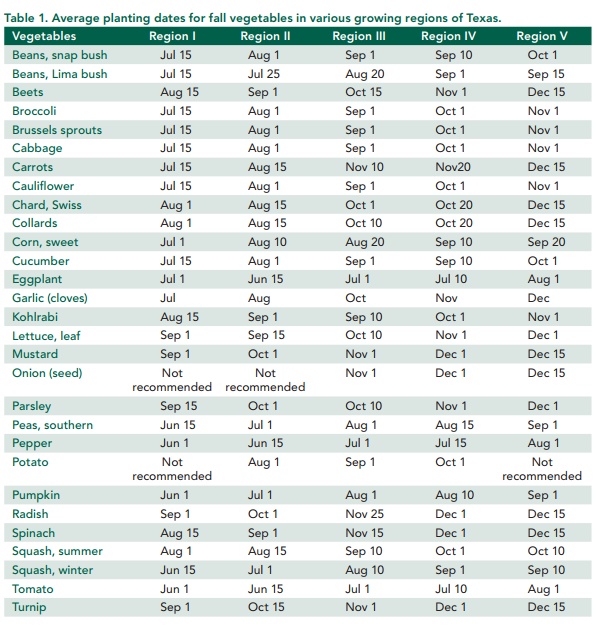 Table 1. Average planting dates for fall vegetables in various growing regions of Texas.
Vegetables Region I Region II Region III Region IV Region V
Beans, snap bush Jul 15 Aug 1 Sep 1 Sep 10 Oct 1
Beans, Lima bush Jul 15 Jul 25 Aug 20 Sep 1 Sep 15
Beets Aug 15 Sep 1 Oct 15 Nov 1 Dec 15
Broccoli Jul 15 Aug 1 Sep 1 Oct 1 Nov 1
Brussels sprouts Jul 15 Aug 1 Sep 1 Oct 1 Nov 1
Cabbage Jul 15 Aug 1 Sep 1 Oct 1 Nov 1
Carrots Jul 15 Aug 15 Nov 10 Nov20 Dec 15
Cauliflower Jul 15 Aug 1 Sep 1 Oct 1 Nov 1
Chard, Swiss Aug 1 Aug 15 Oct 1 Oct 20 Dec 15
Collards Aug 1 Aug 15 Oct 10 Oct 20 Dec 15
Corn, sweet Jul 1 Aug 10 Aug 20 Sep 10 Sep 20
Cucumber Jul 15 Aug 1 Sep 1 Sep 10 Oct 1
Eggplant Jul 1 Jun 15 Jul 1 Jul 10 Aug 1
Garlic (cloves) Jul Aug Oct Nov Dec
Kohlrabi Aug 15 Sep 1 Sep 10 Oct 1 Nov 1
Lettuce, leaf Sep 1 Sep 15 Oct 10 Nov 1 Dec 1
Mustard Sep 1 Oct 1 Nov 1 Dec 1 Dec 15
Onion (seed) Not Not Nov 1 Dec 1 Dec 15
recommended recommended
Parsley Sep 15 Oct 1 Oct 10 Nov 1 Dec 1
Peas, southern Jun 15 Jul 1 Aug 1 Aug 15 Sep 1
Pepper Jun 1 Jun 15 Jul 1 Jul 15 Aug 1
Potato Not Aug 1 Sep 1 Oct 1 Not
recommended recommended
Pumpkin Jun 1 Jul 1 Aug 1 Aug 10 Sep 1
Radish Sep 1 Oct 1 Nov 25 Dec 1 Dec 15
Spinach Aug 15 Sep 1 Nov 15 Dec 1 Dec 15
Squash, summer Aug 1 Aug 15 Sep 10 Oct 1 Oct 10
Squash, winter Jun 15 Jul 1 Aug 10 Sep 1 Sep 10
Tomato Jun 1 Jun 15 Jul 1 Jul 10 Aug 1
Turnip Sep 1 Oct 15 Nov 1 Dec 1 Dec 15